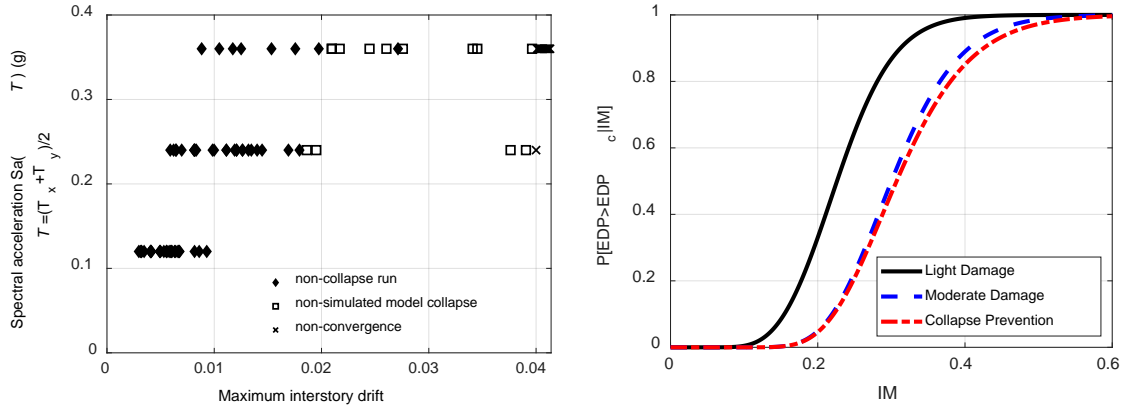 Spectral acceleration Sa(
T ) (g)
T =(T x +T y )/2
0.4
0.3
0.2
0.1
0
0
0.01
0.02
0.03
0.04
non-collapse run
non-simulated model collapse
non-convergence
Maximum interstory drift
P[EDP>EDP c |IM]
1
0.8
0.6
0.4
0.2
0
0
0.2
0.4
0.6
Light Damage
Moderate Damage
Collapse Prevention
IM